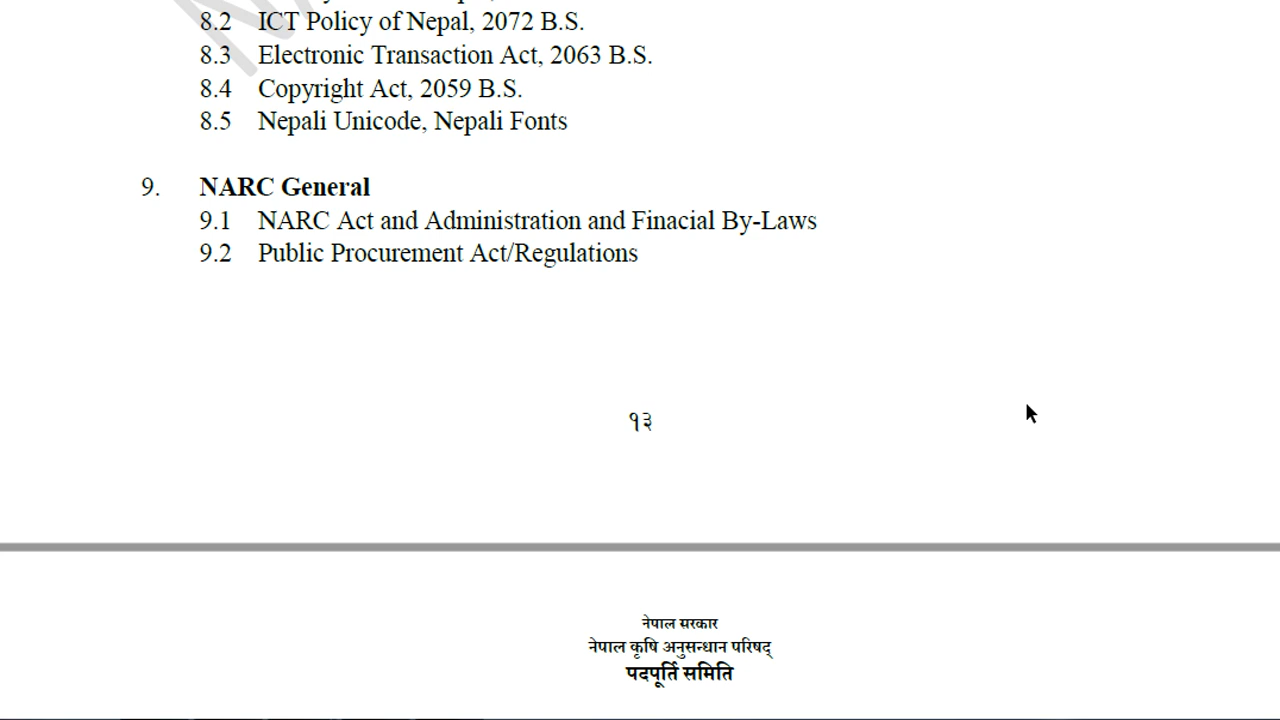 8.2 ICT Policy of Nepal, 2072 B.S.
8.3 Electronic Transaction Act, 2063 B.S.
8.4 Copyright Act, 2059 B.S.
8.5 Nepali Unicode, Nepali Fonts
9. NARC General
9.1 NARC Act and Administration and Finacial By-Laws
9.2 Public Procurement Act/Regulations
१३
नेपाल सरकार
नेपाल कृषि अनुसन्धान परिषद्
पदपूर्ति समिति